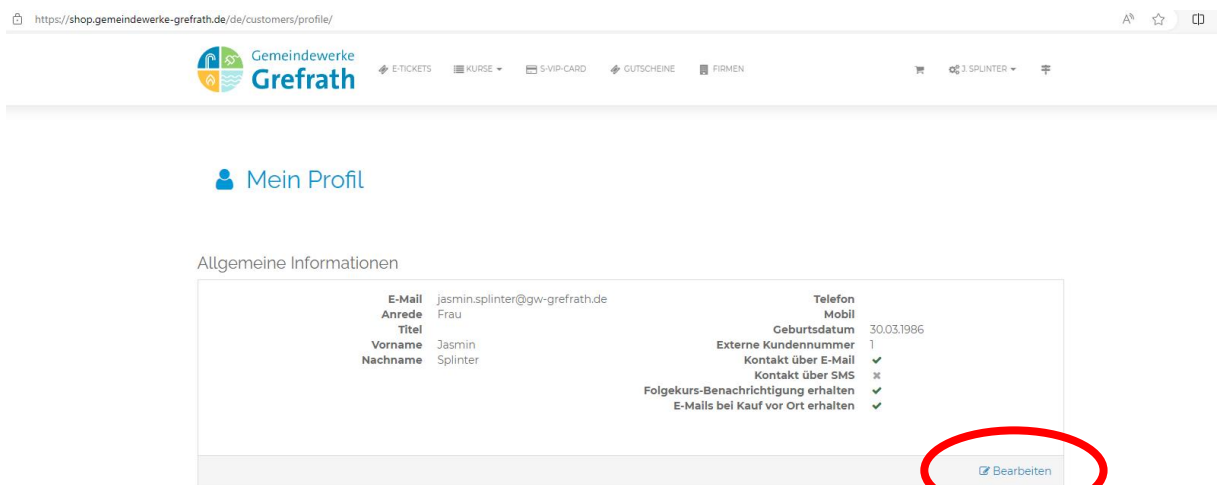 https://shop.gemeindewerke-grefrath.de/de/customers/profile/
Gemeindewerke
Grefrath
E-TICKETS KURSE S-VIP-CARD GUTSCHEINE FIRMEN J. SPLINTER
Mein Profil
Allgemeine Informationen
E-Mail jasmin.splinter@gw-grefrath.de
Anrede Frau
Titel
Vorname Jasmin
Nachname Splinter
Telefon
Mobil
Geburtsdatum 30.03.1986
Externe Kundennummer 1
Kontakt über E-Mail ✔
Kontakt über SMS ✖
Folgekurs-Benachrichtigung erhalten ✔
E-Mails bei Kauf vor Ort erhalten ✔
Bearbeiten